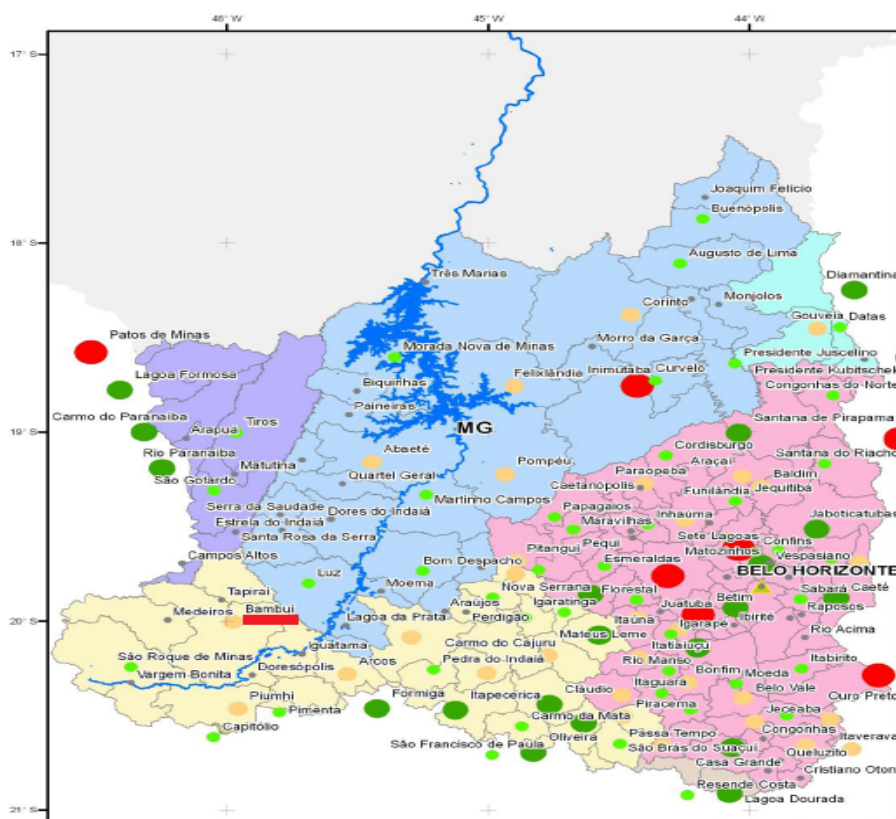 46° W 45° W 44° W
17° S
18° S
19° S
20° S
21° S
Joaquim Felício
Buenópolis
Augusto de Lima
Três Marias
Diamantina
Corinto
Monjolos
Gouveia Datas
Patos de Minas
Morada Nova de Minas
Morro da Garça
Presidente Juscelino
Lagoa Formosa
Biquinhas
Felixlândia
Inimutaba
Curvelo
Presidente Kubitschek
Congonhas do Norte
Carmo do Paranaíba
Paineiras
MG
Arapuá
Tiros
Santana de Pirapama
Rio Paranaíba
Matutina
Abaeté
Pompéu
Cordisburgo
Santana do Riacho
São Gotardo
Quartel Geral
Paraopeba
Araçaí
Baldim
Caetanópolis
Funilândia
Jequitibá
Serra da Saudade
Dores do Indaiá
Martinho Campos
Papagaios
Inhaúma
Jaboticatubas
Estrela do Indaiá
Maravilhas
Santa Rosa da Serra
Pequi
Sete Lagoas
Confins
Campos Altos
Pitangui
Esmeraldas
Matozinhos
Vespasiano
Luz
Bom Despacho
BELO HORIZONTE
Tapiraí
Moema
Nova Serrana
Florestal
Betim
Sabará
Caeté
Medeiros
Bambuí
Lagoa da Prata
Araújos
Perdigão
Igaratinga
Juatuba
Igarapé
Ibirité
Raposos
Itaúna
Mateus Leme
Rio Acima
Iguatama
Carmo do Cajuru
Itatiaiuçu
São Roque de Minas
Doresópolis
Arcos
Pedra do Indaiá
Rio Manso
Bonfim
Moeda
Itabirito
Vargem Bonita
Cláudio
Itaguara
Belo Vale
Ouro Preto
Piumhi
Pimenta
Formiga
Itapecerica
Piracema
Jeceaba
Capitólio
Carmo da Mata
Passa Tempo
Congonhas
Itaverava
Oliveira
São Brás do Suaçuí
Queluzito
São Francisco de Paula
Casa Grande
Cristiano Oton
Resende Costa
Lagoa Dourada